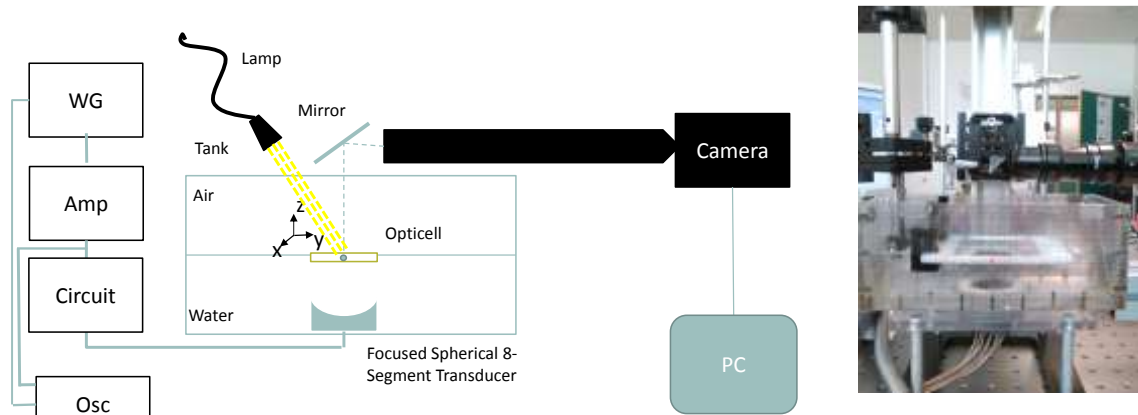 Lamp
WG
Mirror
Tank
Camera
Amp
Air
z
y
x
Opticell
Circuit
Water
Focused Spherical 8-
Segment Transducer
PC
Osc